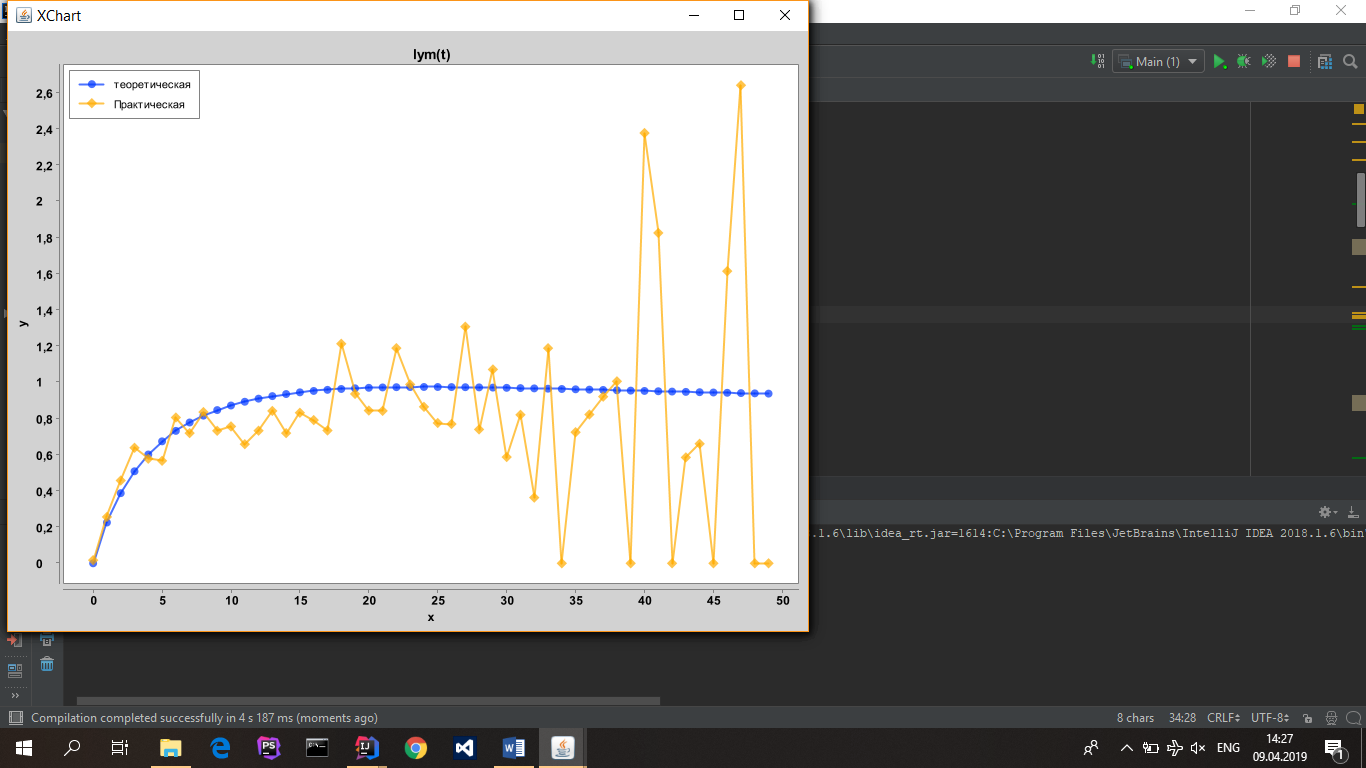 XChart
lym(t)
теоретическая
Практическая
2,6
2,4
2,2
2
1,8
1,6
1,4
1,2
1
0,8
0,6
0,4
0,2
0
y
0 5 10 15 20 25 30 35 40 45 50
x
Main (1)
.1.6\lib\idea_rt.jar=1614:C:\Program Files\JetBrains\IntelliJ IDEA 2018.1.6\bin
Compilation completed successfully in 4 s 187 ms (moments ago)
8 chars 34:28 CRLF UTF-8
ENG
14:27
09.04.2019